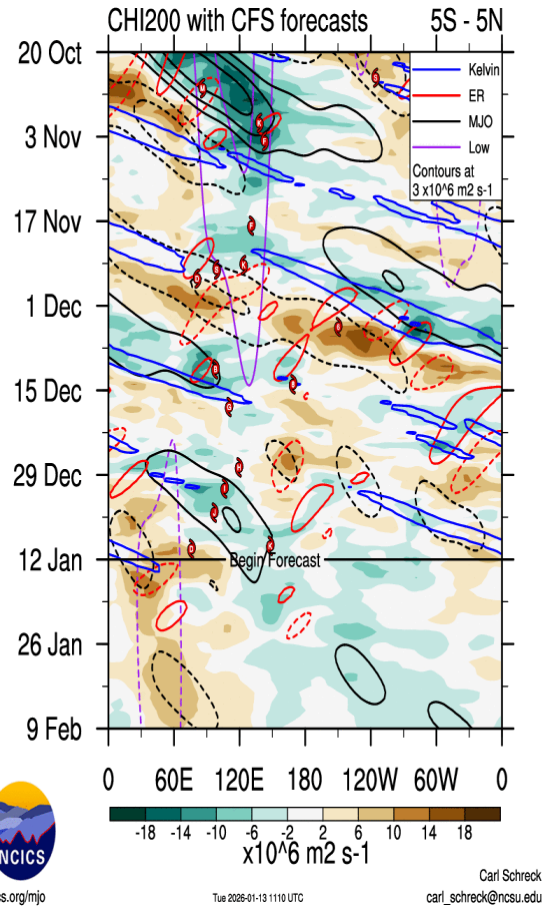 CHI200 with CFS forecasts 5S - 5N
20 Oct
3 Nov
17 Nov
1 Dec
15 Dec
29 Dec
12 Jan
26 Jan
9 Feb
Kelvin
ER
MJO
Low
Contours at
3 x10^6 m2 s-1
Begin Forecast
0 60E 120E 180 120W 60W 0
-18 -14 -10 -6 -2 2 6 10 14 18
x10^6 m2 s-1
NCICS
cs.org/mjo
Tue 2026-01-13 1110 UTC
Carl Schreck
carl_schreck@ncsu.edu